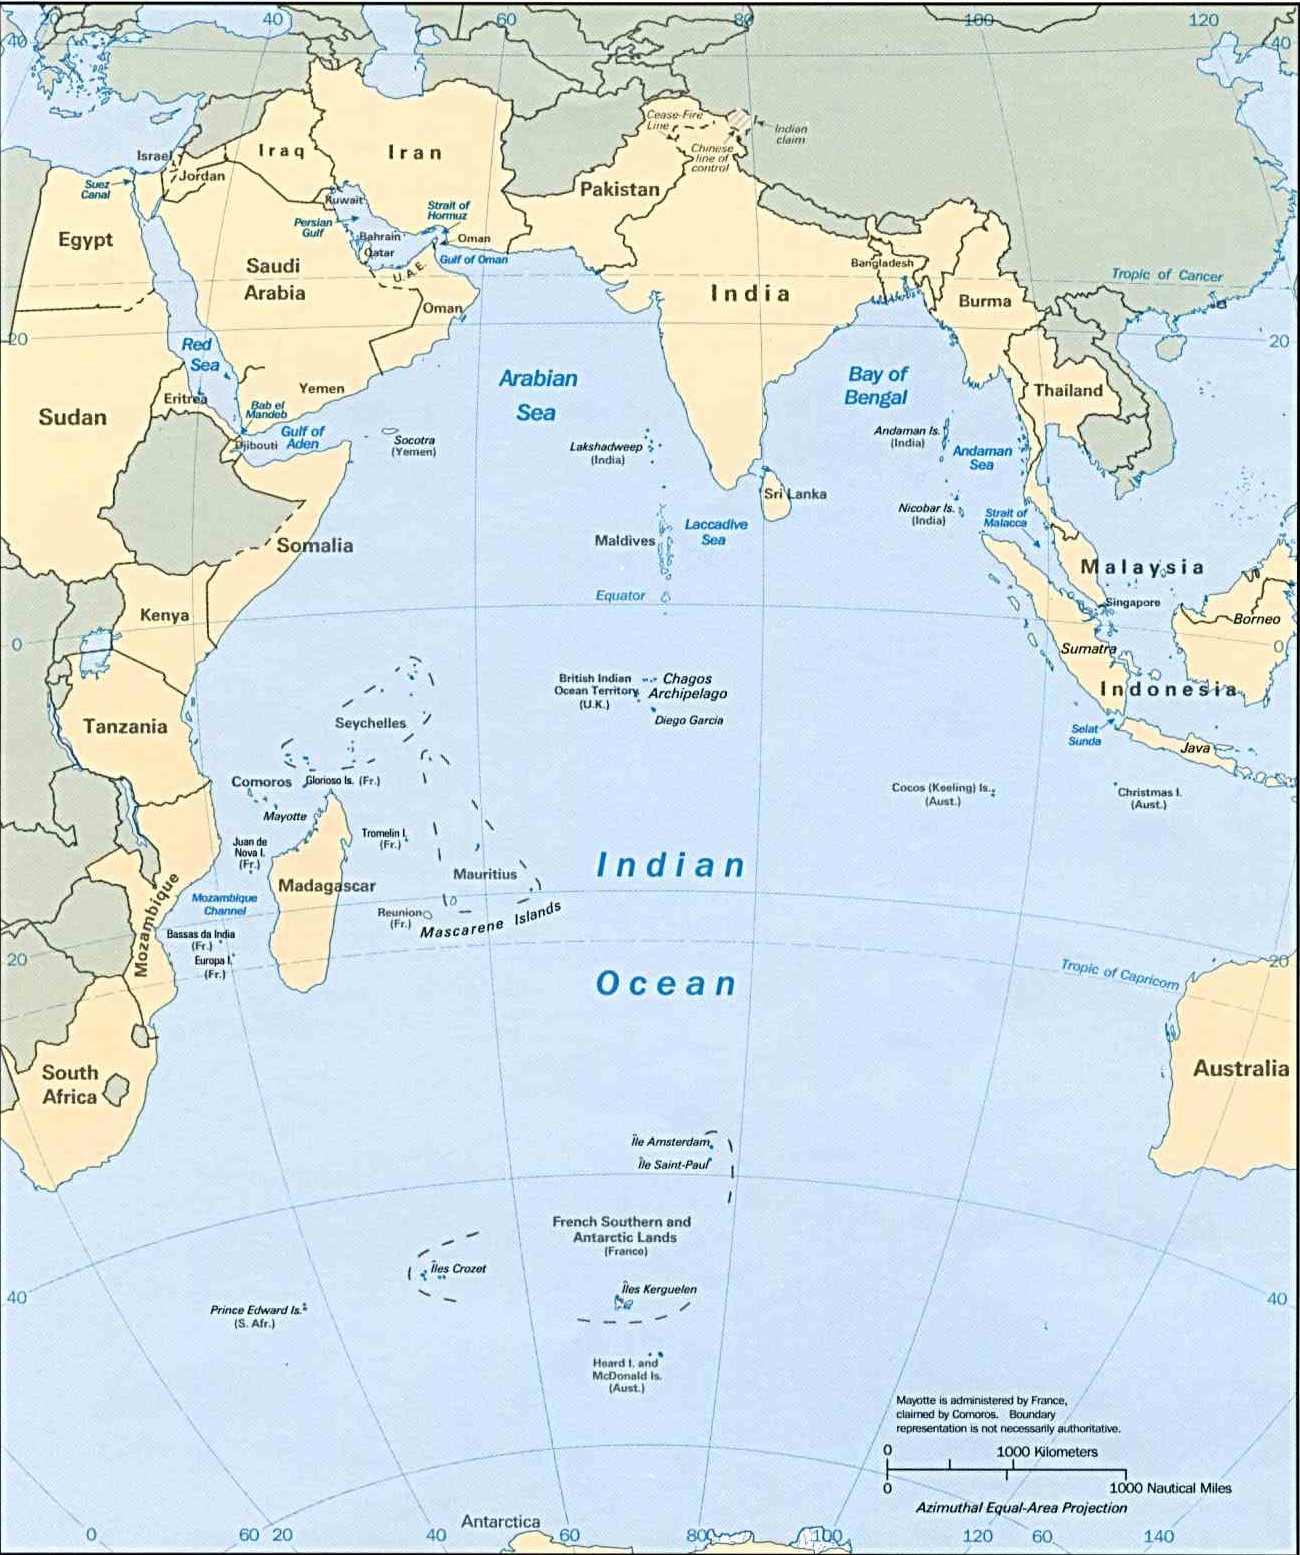 20
40
60
80
100
120
40
40
Cease-Fire
Line
Indian
claim
Chinese
line of
control
Israel
Iraq
Iran
Jordan
Suez
Canal
Pakistan
Kuwait
Strait of
Hormuz
Persian
Gulf
Bahrain
Oman
Egypt
Qatar
Gulf of Oman
Saudi
Arabia
U.A.E.
Bangladesh
Tropic of Cancer
India
Burma
Oman
20
20
Red
Sea
Arabian
Sea
Bay of
Bengal
Yemen
Thailand
Eritrea
Bab el
Mandeb
Sudan
Djibouti
Gulf of
Aden
Socotra
(Yemen)
Lakshadweep
(India)
Andaman Is.
(India)
Andaman
Sea
Sri Lanka
Nicobar Is.
(India)
Strait of
Malacca
Laccadive
Sea
Maldives
Somalia
Malaysia
Equator
Singapore
Kenya
Borneo
0
0
Sumatra
British Indian
Ocean Territory
(U.K.)
Chagos
Archipelago
Diego Garcia
Indonesia
Seychelles
Tanzania
Selat
Sunda
Java
Comoros
Glorioso Is. (Fr.)
Cocos (Keeling) Is.
(Aust.)
Christmas I.
(Aust.)
Mayotte
Juan de
Nova I.
(Fr.)
Tromelin I.
(Fr.)
Indian
Ocean
Mauritius
Madagascar
Mozambique
Mozambique
Channel
Reunion
(Fr.)
Mascarene Islands
Bassas da India
(Fr.)
Europa I.
(Fr.)
20
20
Tropic of Capricorn
South
Africa
Australia
Île Amsterdam
Île Saint-Paul
French Southern and
Antarctic Lands
(France)
Îles Crozet
Îles Kerguelen
40
40
Prince Edward Is.
(S. Afr.)
Heard I. and
McDonald Is.
(Aust.)
Mayotte is administered by France,
claimed by Comoros. Boundary
representation is not necessarily authoritative.
0 1000 Kilometers
0 1000 Nautical Miles
Azimuthal Equal-Area Projection
Antarctica
0
60
20
40
60
80
0
100
120
60
140